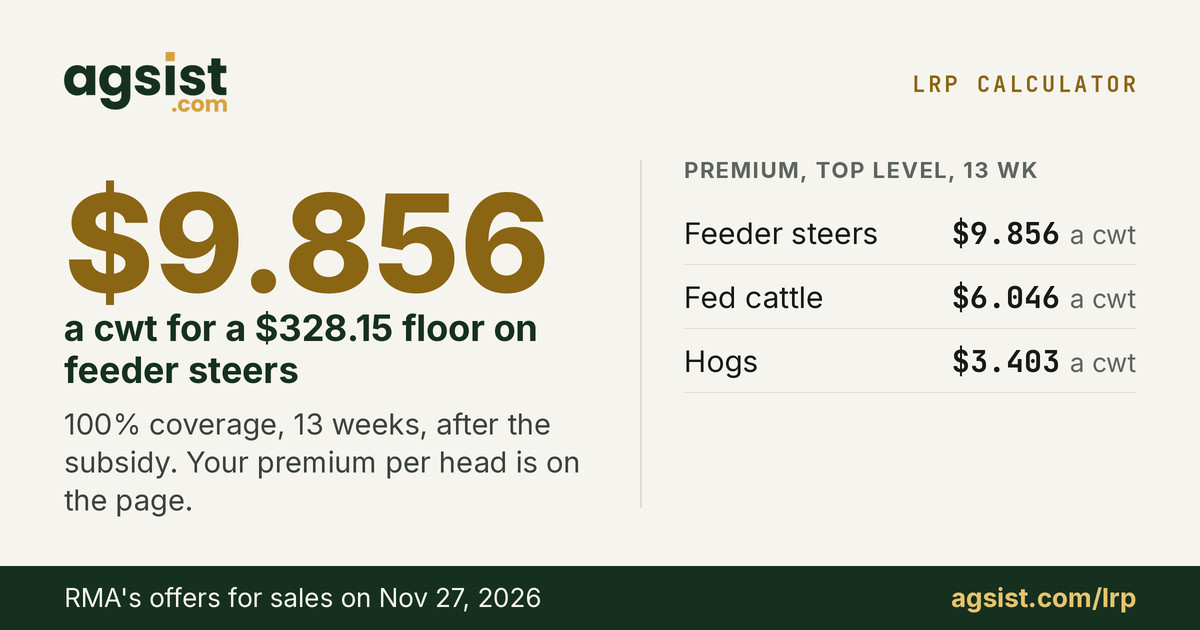 agsist
.com
LRP CALCULATOR
$9.856
a cwt for a $328.15 floor on
feeder steers
100% coverage, 13 weeks, after the
subsidy. Your premium per head is on
the page.
PREMIUM, TOP LEVEL, 13 WK
Feeder steers $9.856 a cwt
Fed cattle $6.046 a cwt
Hogs $3.403 a cwt
RMA's offers for sales on Nov 27, 2026
agsist.com/lrp